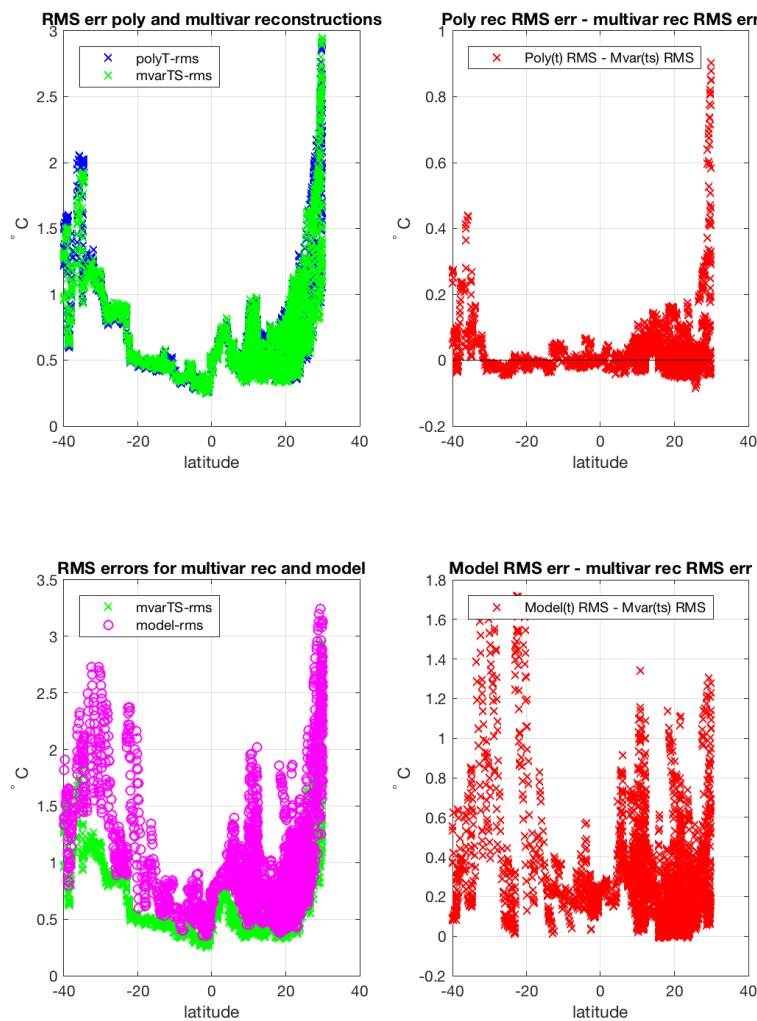 RMS err poly and multivar reconstructions
3
2.5
2
1.5
1
0.5
0
° C
polyT-rms
mvarTS-rms
-40 -20 0 20 40
latitude
Poly rec RMS err - multivar rec RMS err
1
0.8
0.6
0.4
0.2
0
-0.2
° C
Poly(t) RMS - Mvar(ts) RMS
-40 -20 0 20 40
latitude
RMS errors for multivar rec and model
3.5
3
2.5
2
1.5
1
0.5
0
° C
mvarTS-rms
model-rms
-40 -20 0 20 40
latitude
Model RMS err - multivar rec RMS err
1.8
1.6
1.4
1.2
1
0.8
0.6
0.4
0.2
0
-0.2
° C
Model(t) RMS - Mvar(ts) RMS
-40 -20 0 20 40
latitude